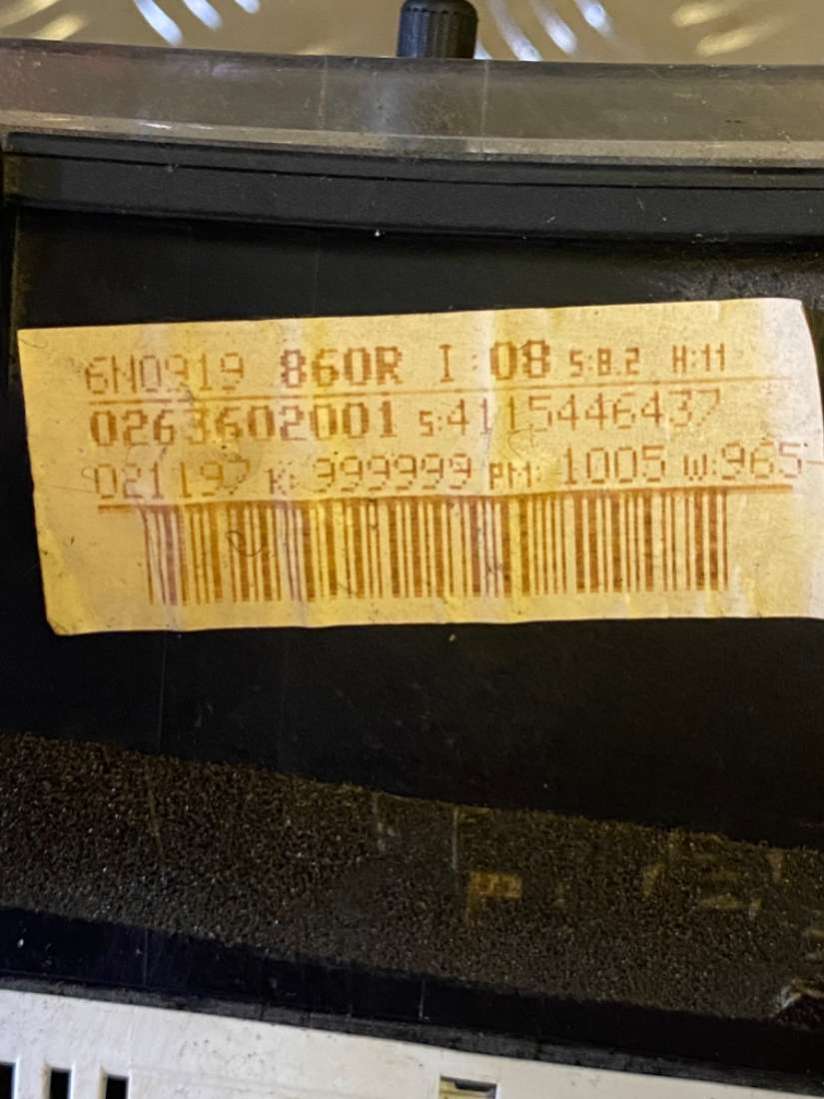 6N0919 860R I:08 S:8.2 H:11
0263602001 S:4115446437
021197 K: 999999 PM: 1005 W:965-